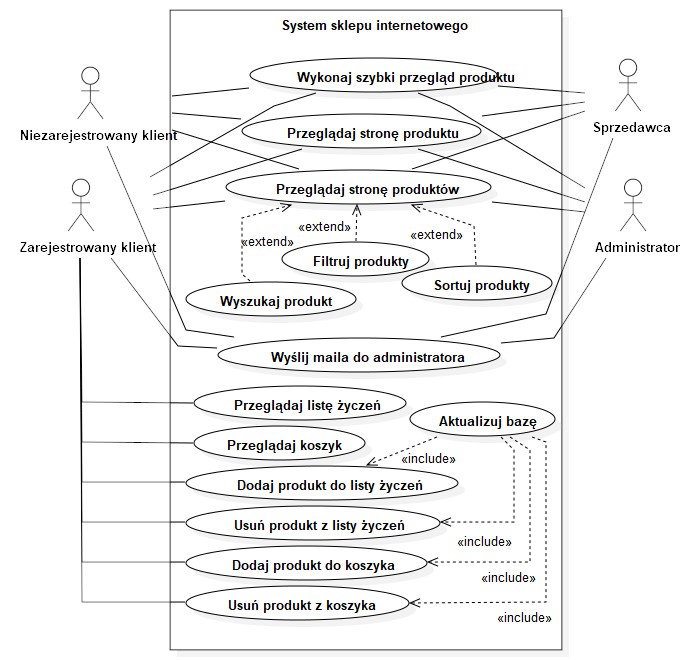 System sklepu internetowego
Wykonaj szybki przegląd produktu
Niezarejestrowany klient
Przeglądaj stronę produktu
Sprzedawca
Przeglądaj stronę produktów
Zarejestrowany klient
Administrator
«extend»
«extend»
«extend»
Filtruj produkty
Sortuj produkty
Wyszukaj produkt
Wyślij maila do administratora
Przeglądaj listę życzeń
Aktualizuj bazę
Przeglądaj koszyk
«include»
Dodaj produkt do listy życzeń
Usuń produkt z listy życzeń
«include»
Dodaj produkt do koszyka
«include»
Usuń produkt z koszyka
«include»